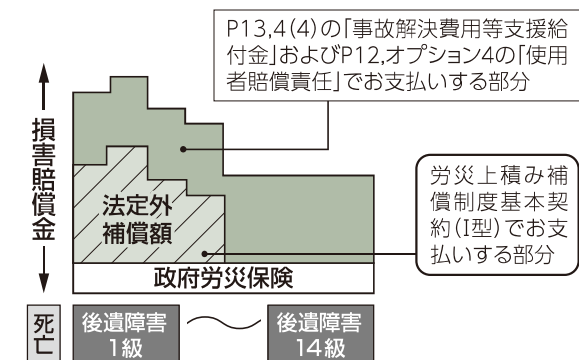 P13,4(4)の「事故解決費用等支援給
付金」およびP12,オプション4の「使用
者賠償責任」でお支払いする部分
損害賠償金
法定外
補償額
労災上積み補
償制度基本契
約(I型)でお支
払いする部分
政府労災保険
死亡
後遺障害
1級
後遺障害
14級